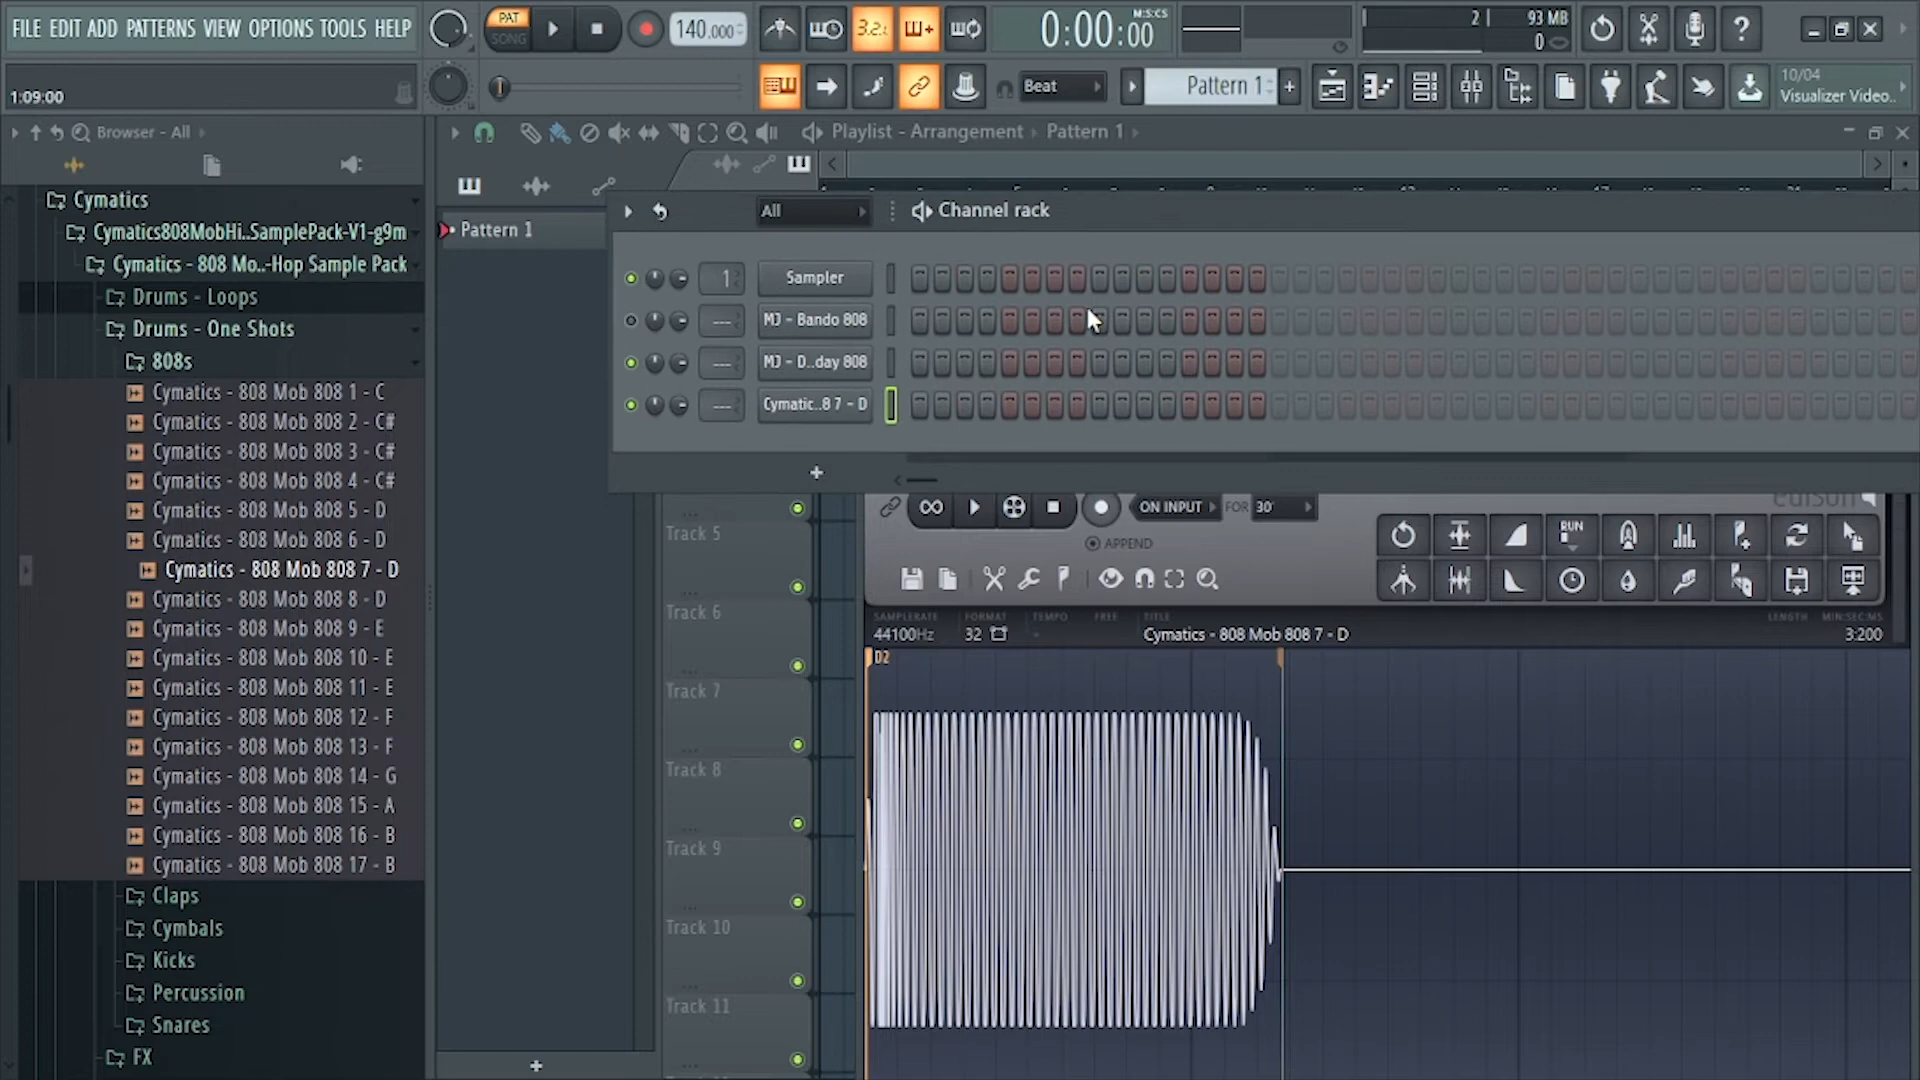 FILE EDIT ADD PATTERNS VIEW OPTIONS TOOLS HELP
PAT
SONG
140.000
3.2.
0:00:00
M:S:CS
2
93 MB
0
1:09:00
Beat
Pattern 1
+
10/04
Visualizer Video..
Browser - All
Playlist - Arrangement › Pattern 1
Cymatics
Cymatics808MobHi..SamplePack-V1-g9m
Cymatics - 808 Mo..-Hop Sample Pack
Drums - Loops
Drums - One Shots
808s
Cymatics - 808 Mob 808 1 - C
Cymatics - 808 Mob 808 2 - C#
Cymatics - 808 Mob 808 3 - C#
Cymatics - 808 Mob 808 4 - C#
Cymatics - 808 Mob 808 5 - D
Cymatics - 808 Mob 808 6 - D
Cymatics - 808 Mob 808 7 - D
Cymatics - 808 Mob 808 8 - D
Cymatics - 808 Mob 808 9 - E
Cymatics - 808 Mob 808 10 - E
Cymatics - 808 Mob 808 11 - E
Cymatics - 808 Mob 808 12 - F
Cymatics - 808 Mob 808 13 - F
Cymatics - 808 Mob 808 14 - G
Cymatics - 808 Mob 808 15 - A
Cymatics - 808 Mob 808 16 - B
Cymatics - 808 Mob 808 17 - B
Claps
Cymbals
Kicks
Percussion
Snares
FX
Pattern 1
All
Channel rack
1
Sampler
--- MJ - Bando 808
--- MJ - D..day 808
--- Cymatic..8 7 - D
+
Track 5
Track 6
Track 7
Track 8
Track 9
Track 10
Track 11
+
edison
ON INPUT
FOR 30'
APPEND
RUN
SAMPLERATE
44100Hz
FORMAT
32
TEMPO
-
FREE
TITLE
Cymatics - 808 Mob 808 7 - D
LENGTH
MIN:SEC:MS
3:200
D2